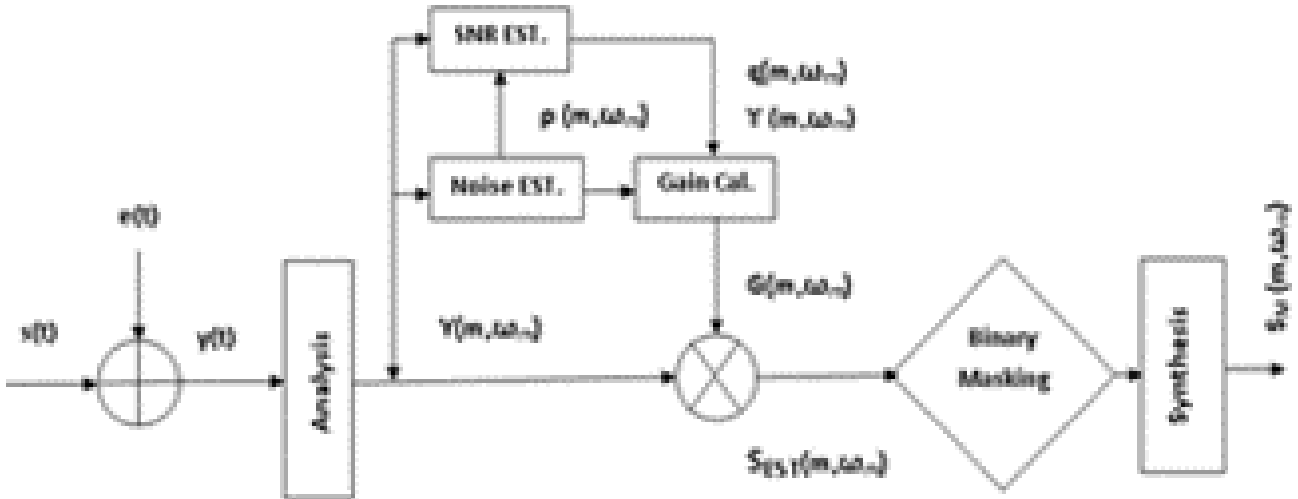 SNR EST.
q(m,ωₘ)
ρ (m,ωₘ)
Υ (m,ωₘ)
Noise EST.
Gain Cal.
e(t)
G(m,ωₘ)
s(t)
y(t)
Y(m,ωₘ)
Analysis
Binary
Masking
Synthesis
S_EST(m,ωₘ)